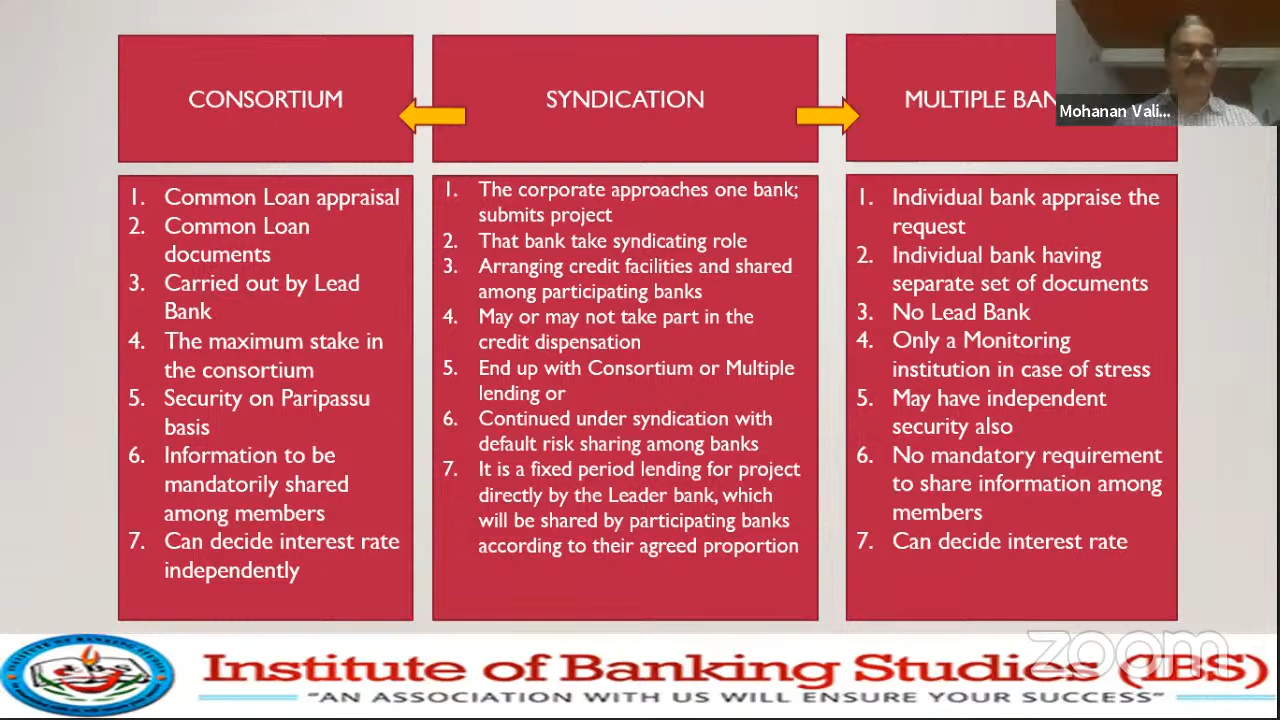 CONSORTIUM
SYNDICATION
MULTIPLE BAN
Mohanan Vali...
1. Common Loan appraisal
2. Common Loan
documents
3. Carried out by Lead
Bank
4. The maximum stake in
the consortium
5. Security on Paripassu
basis
6. Information to be
mandatorily shared
among members
7. Can decide interest rate
independently
1. The corporate approaches one bank;
submits project
2. That bank take syndicating role
3. Arranging credit facilities and shared
among participating banks
4. May or may not take part in the
credit dispensation
5. End up with Consortium or Multiple
lending or
6. Continued under syndication with
default risk sharing among banks
7. It is a fixed period lending for project
directly by the Leader bank, which
will be shared by participating banks
according to their agreed proportion
1. Individual bank appraise the
request
2. Individual bank having
separate set of documents
3. No Lead Bank
4. Only a Monitoring
institution in case of stress
5. May have independent
security also
6. No mandatory requirement
to share information among
members
7. Can decide interest rate
zoom
Institute of Banking Studies (IBS)
"AN ASSOCIATION WITH US WILL ENSURE YOUR SUCCESS"